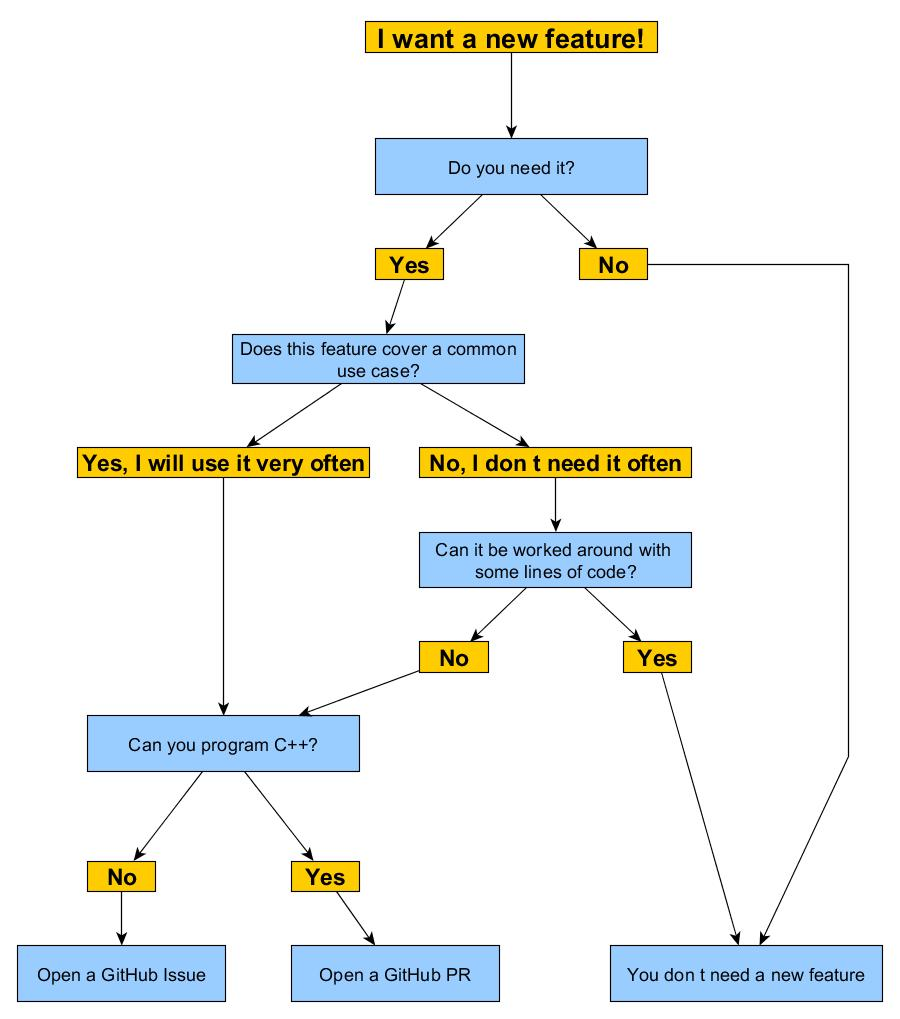 I want a new feature!
Do you need it?
Yes
No
Does this feature cover a common
use case?
Yes, I will use it very often
No, I don t need it often
Can it be worked around with
some lines of code?
No
Yes
Can you program C++?
No
Yes
Open a GitHub Issue
Open a GitHub PR
You don t need a new feature